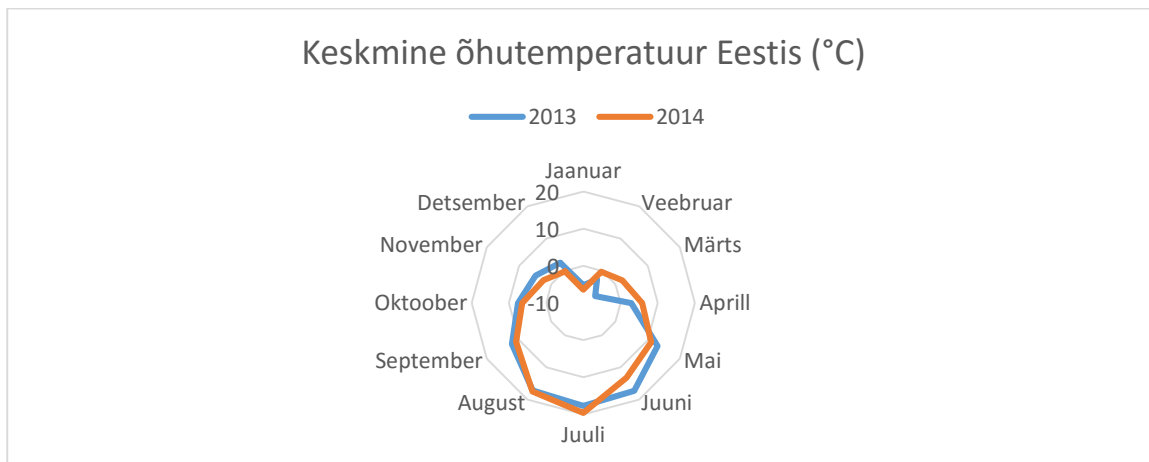 Keskmine õhutemperatuur Eestis (°C)
2013 2014
Jaanuar
Detsember 20 Veebruar
10
November Märts
0
Oktoober -10 Aprill
September Mai
August Juuni
Juuli